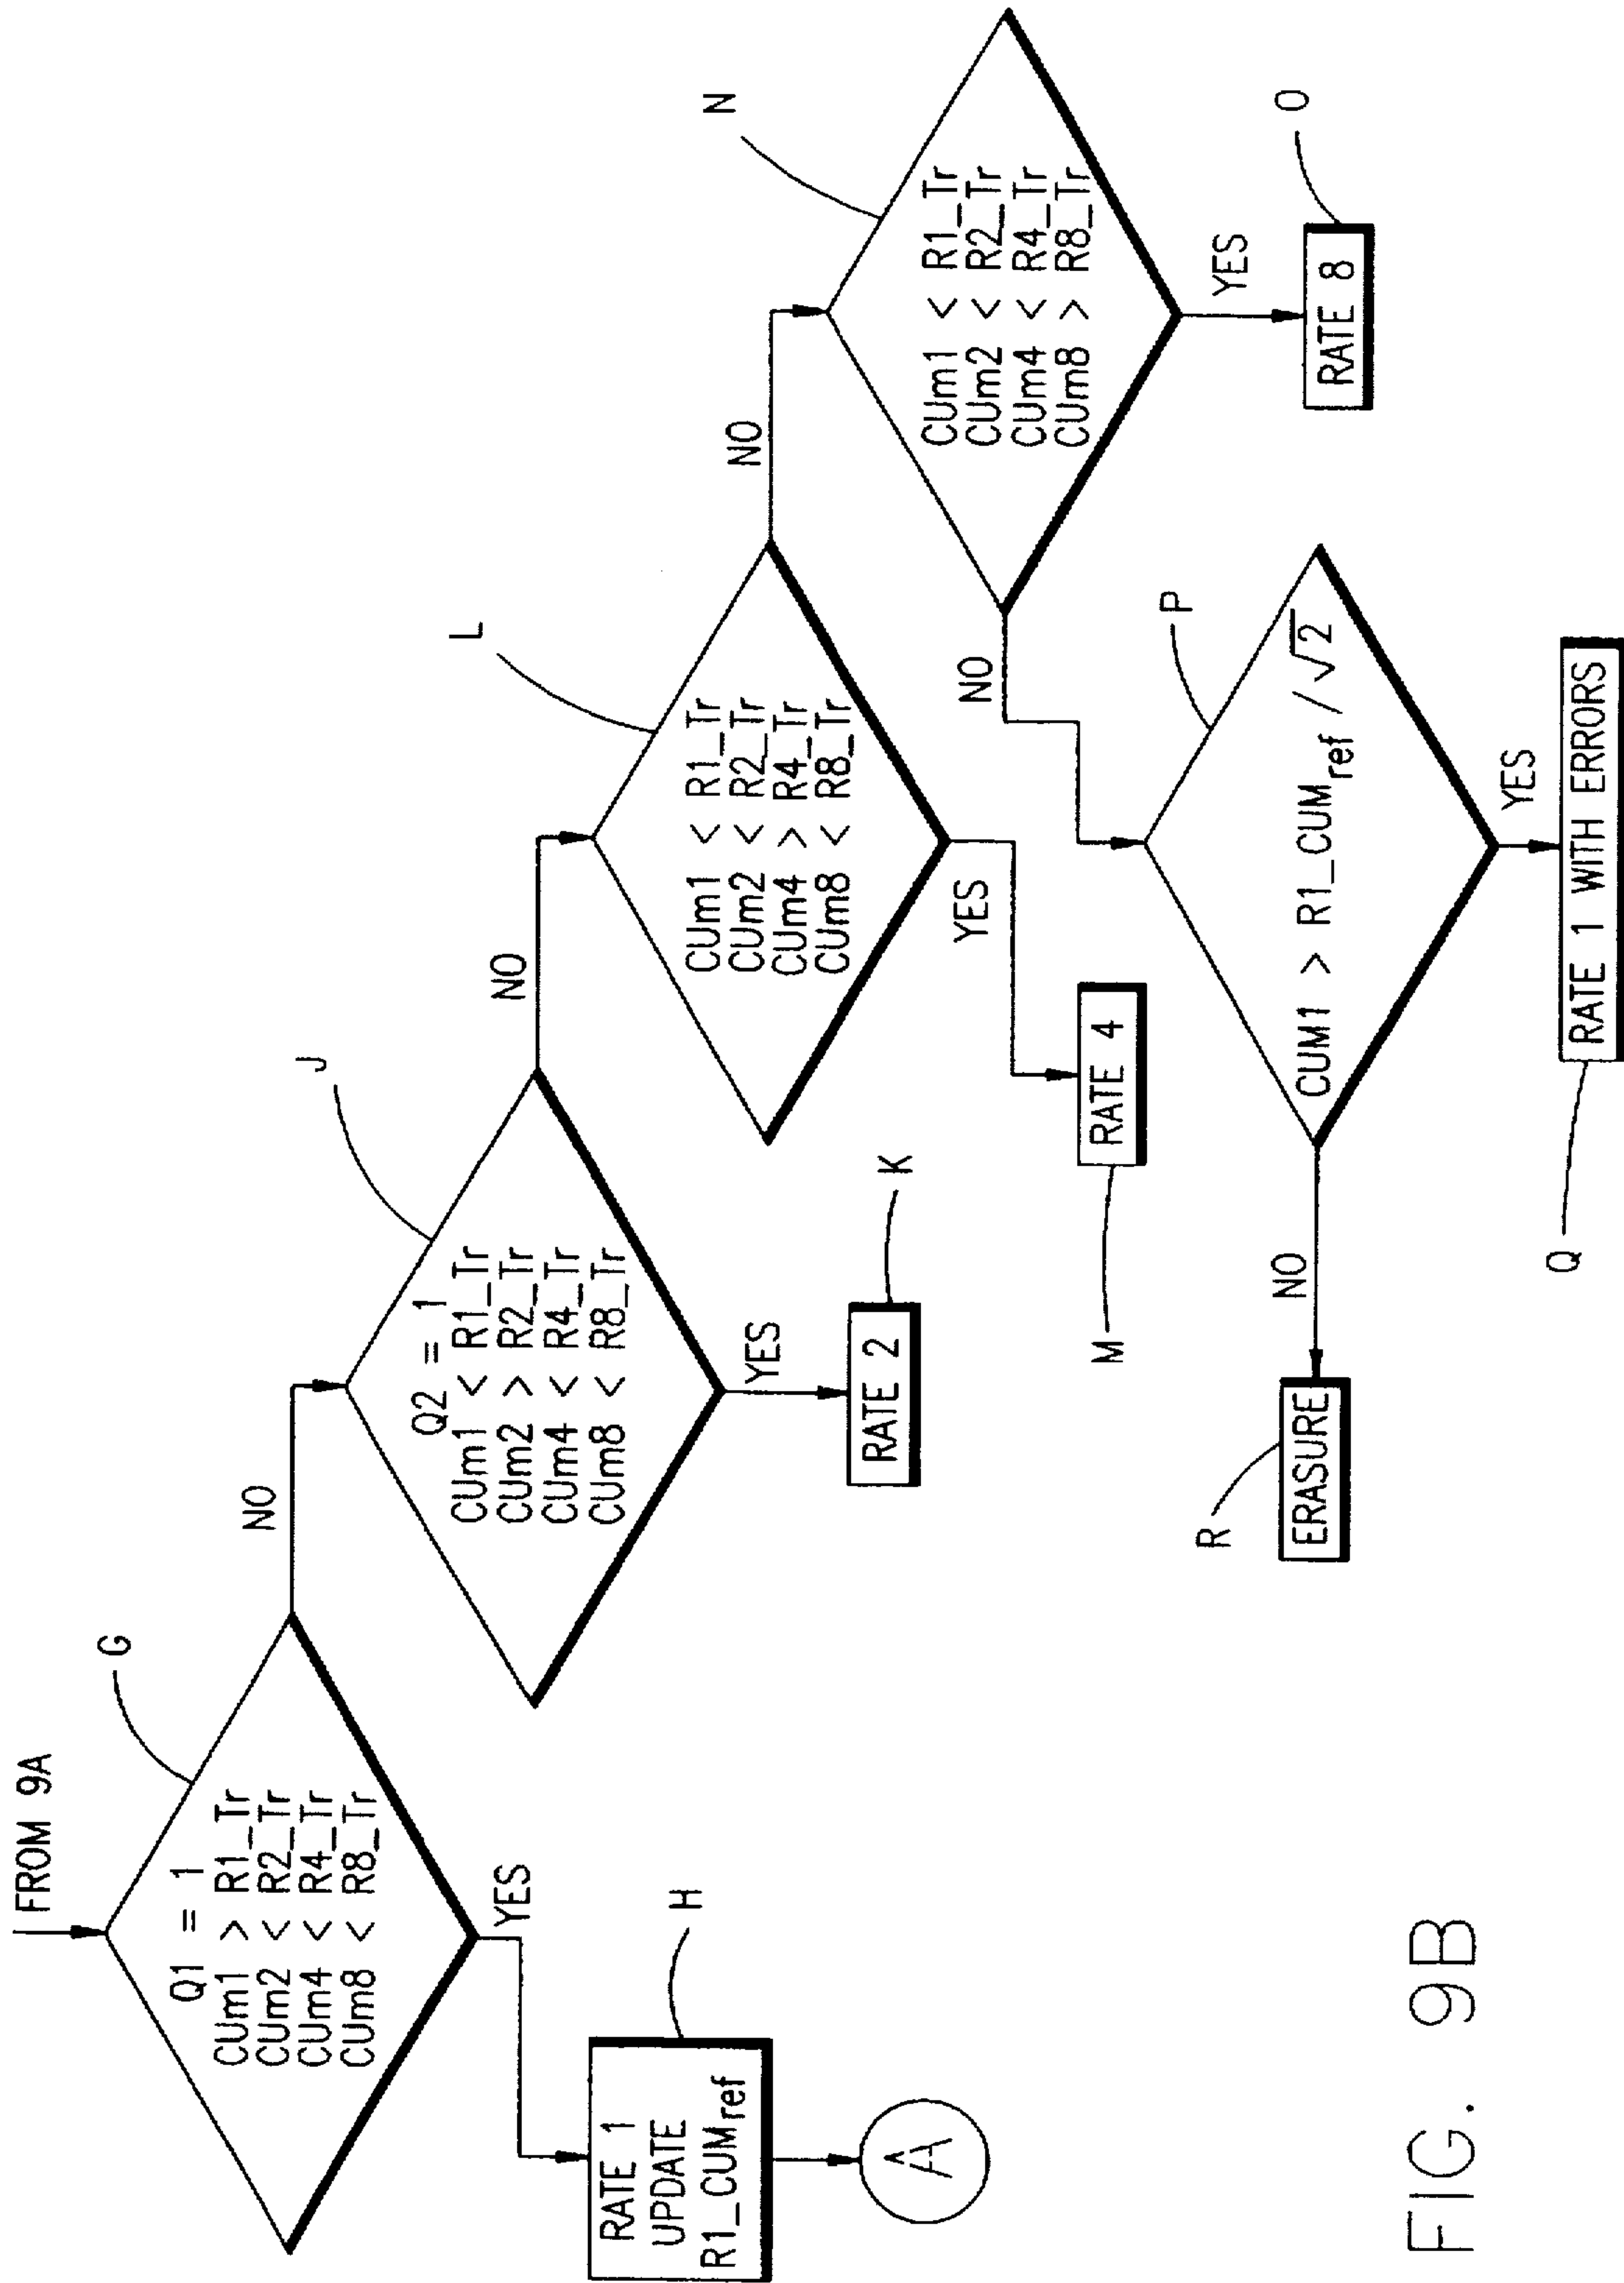 FROM 9A
G
Q1 = 1
CUm1 > R1_Tr
CUm2 < R2_Tr
CUm4 < R4_Tr
CUm8 < R8_Tr
YES
NO
RATE 1
UPDATE
R1_CUMref
H
A
J
Q2 = 1
CUm1 < R1_Tr
CUm2 > R2_Tr
CUm4 < R4_Tr
CUm8 < R8_Tr
YES
NO
RATE 2
K
L
CUm1 < R1_Tr
CUm2 < R2_Tr
CUm4 > R4_Tr
CUm8 < R8_Tr
YES
NO
RATE 4
M
N
CUm1 < R1_Tr
CUm2 < R2_Tr
CUm4 < R4_Tr
CUm8 > R8_Tr
YES
NO
RATE 8
O
P
CUM1 > R1_CUMref / √2
YES
NO
RATE 1 WITH ERRORS
Q
ERASURE
R
FIG. 9B